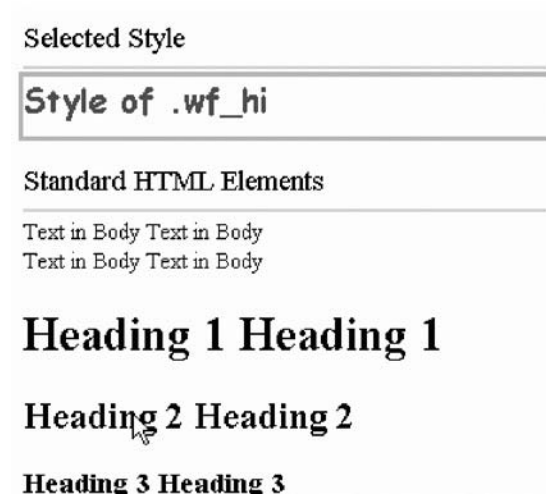 Selected Style
Style of .wf_hi
Standard HTML Elements
Text in Body Text in Body
Text in Body Text in Body
Heading 1 Heading 1
Heading 2 Heading 2
Heading 3 Heading 3